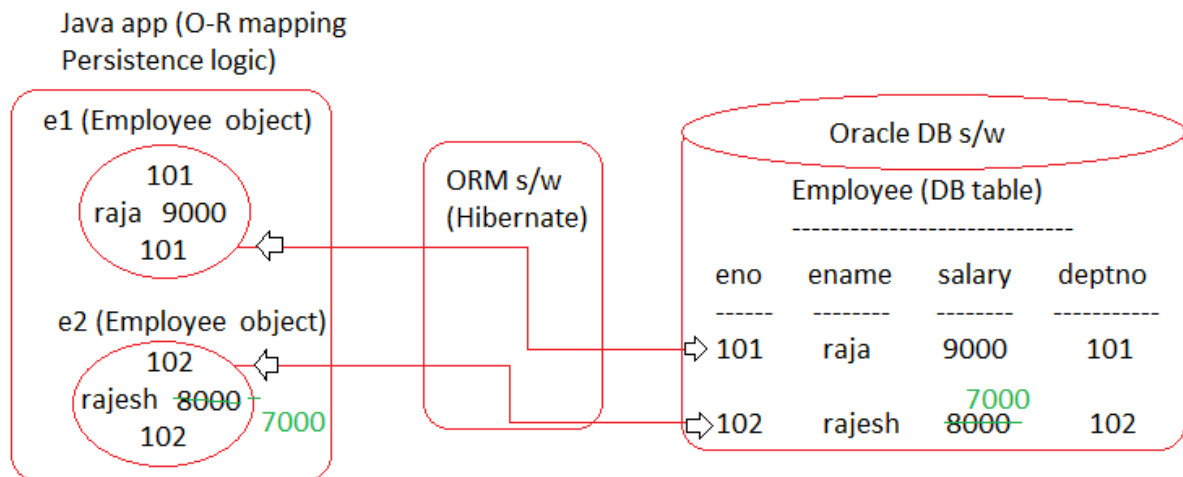 Java app (O-R mapping
Persistence logic)
e1 (Employee object)
101
raja 9000
101
e2 (Employee object)
102
rajesh 8000
7000
102
ORM s/w
(Hibernate)
Oracle DB s/w
Employee (DB table)
----------------------------
eno ename salary deptno
------ -------- -------- -----------
101 raja 9000 101
7000
102 rajesh 8000 102